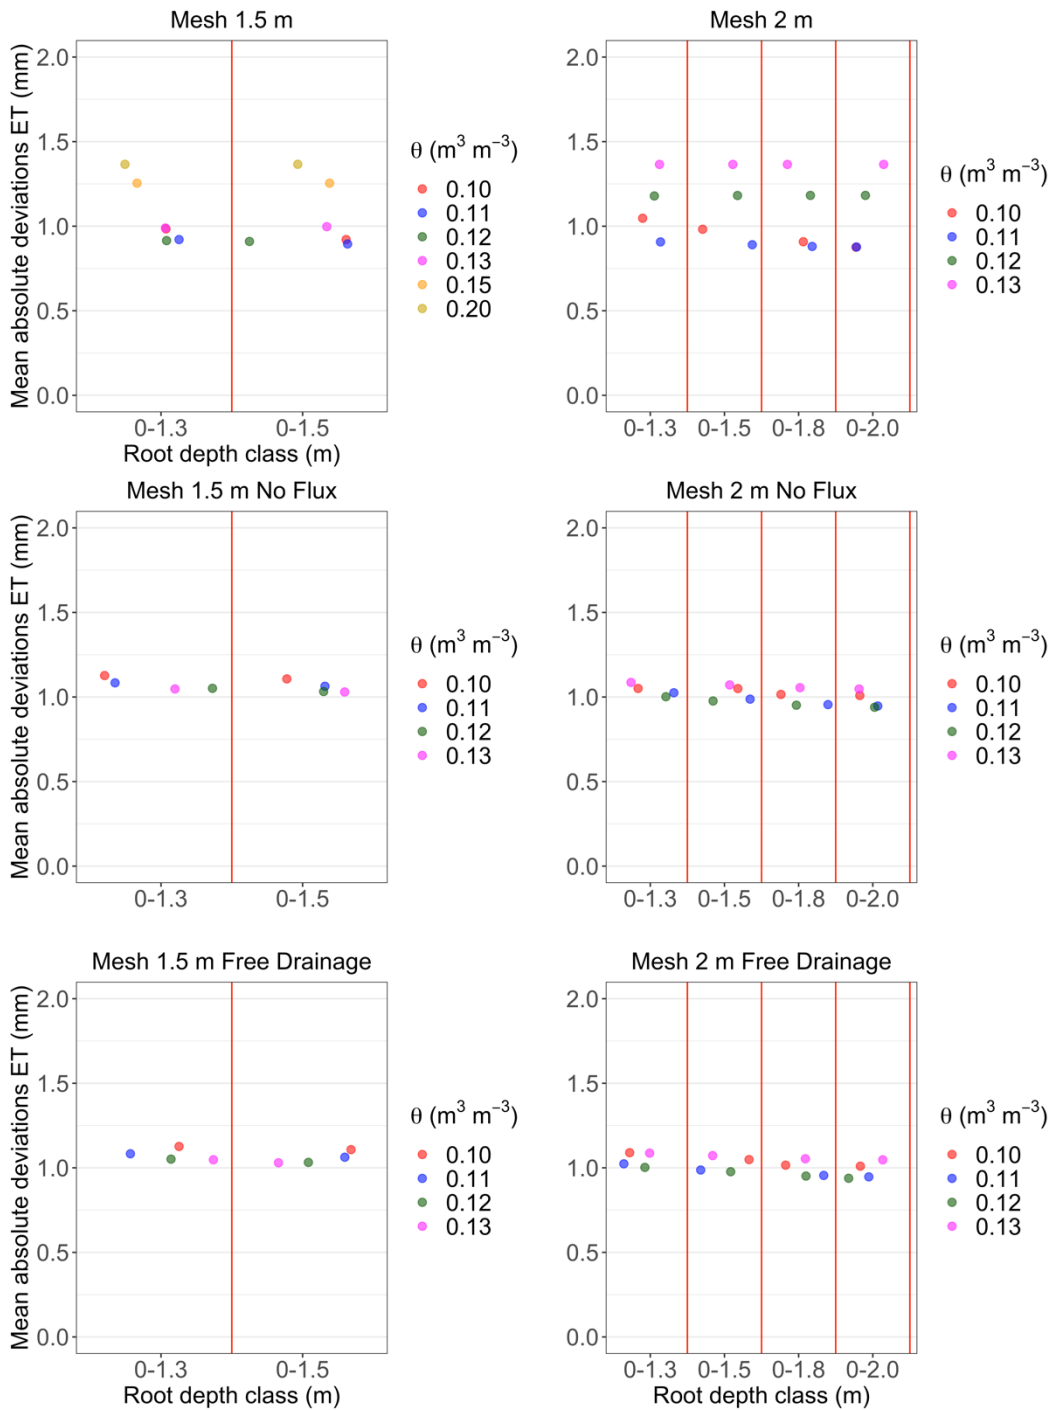 Mesh 1.5 m
Mean absolute deviations ET (mm)
2.0
1.5
1.0
0.5
0.0
0-1.3 0-1.5
Root depth class (m)
θ (m³ m⁻³)
0.10
0.11
0.12
0.13
0.15
0.20
Mesh 2 m
2.0
1.5
1.0
0.5
0.0
0-1.3 0-1.5 0-1.8 0-2.0
θ (m³ m⁻³)
0.10
0.11
0.12
0.13
Mesh 1.5 m No Flux
Mean absolute deviations ET (mm)
2.0
1.5
1.0
0.5
0.0
0-1.3 0-1.5
θ (m³ m⁻³)
0.10
0.11
0.12
0.13
Mesh 2 m No Flux
2.0
1.5
1.0
0.5
0.0
0-1.3 0-1.5 0-1.8 0-2.0
θ (m³ m⁻³)
0.10
0.11
0.12
0.13
Mesh 1.5 m Free Drainage
Mean absolute deviations ET (mm)
2.0
1.5
1.0
0.5
0.0
0-1.3 0-1.5
Root depth class (m)
θ (m³ m⁻³)
0.10
0.11
0.12
0.13
Mesh 2 m Free Drainage
2.0
1.5
1.0
0.5
0.0
0-1.3 0-1.5 0-1.8 0-2.0
Root depth class (m)
θ (m³ m⁻³)
0.10
0.11
0.12
0.13